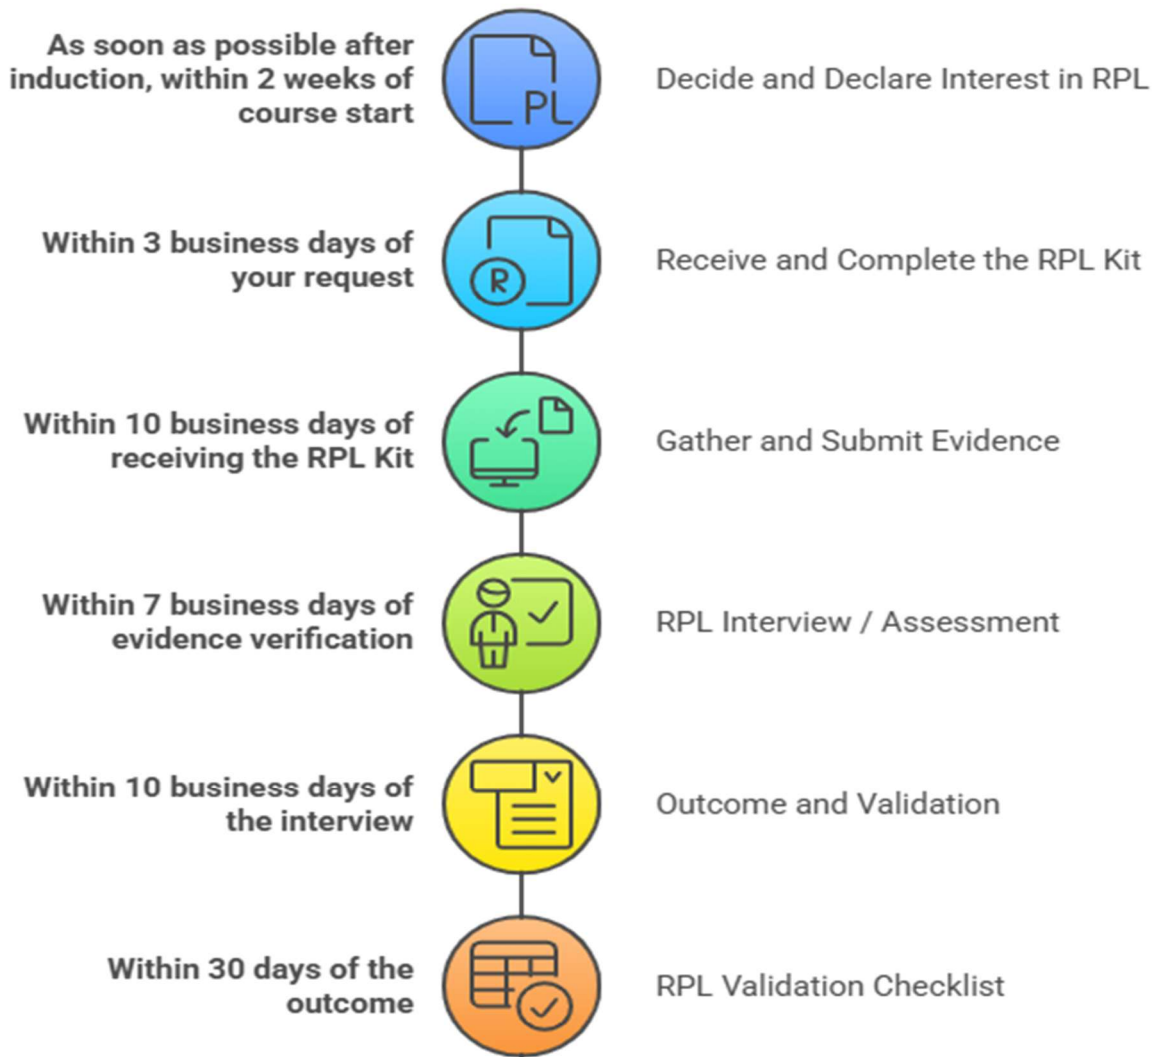 As soon as possible after
induction, within 2 weeks of
course start
PL
Decide and Declare Interest in RPL
Within 3 business days of
your request
R
Receive and Complete the RPL Kit
Within 10 business days of
receiving the RPL Kit
Gather and Submit Evidence
Within 7 business days of
evidence verification
RPL Interview / Assessment
Within 10 business days of
the interview
Outcome and Validation
Within 30 days of the
outcome
RPL Validation Checklist